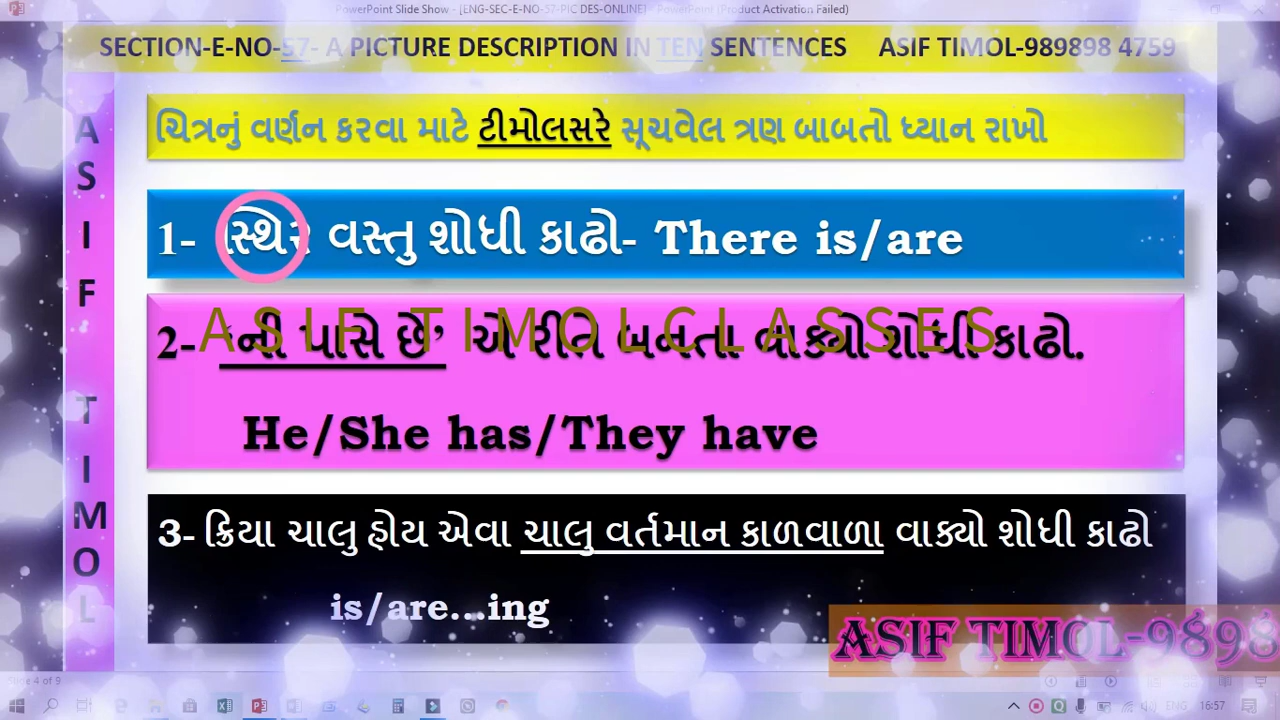 PowerPoint Slide Show - [ENG-SEC-E-NO-57-PIC DES-ONLINE] - PowerPoint (Product Activation Failed)
SECTION-E-NO-57- A PICTURE DESCRIPTION IN TEN SENTENCES ASIF TIMOL-989898 4759
ચિત્રનું વર્ણન કરવા માટે ટીમોલસરે સૂચવેલ ત્રણ બાબતો ધ્યાન રાખો
1- સ્થિર વસ્તુ શોધી કાઢો- There is/are
2- ‘ની પાસે છે’ એ રીતે બનતા વાક્યો શોધી કાઢો.
ASIF TIMOLCLASSES
He/She has/They have
3- ક્રિયા ચાલુ હોય એવા ચાલુ વર્તમાન કાળવાળા વાક્યો શોધી કાઢો
is/are...ing
ASIF TIMOL
ASIF TIMOL-9898
Slide 4 of 9
ENG 16:57